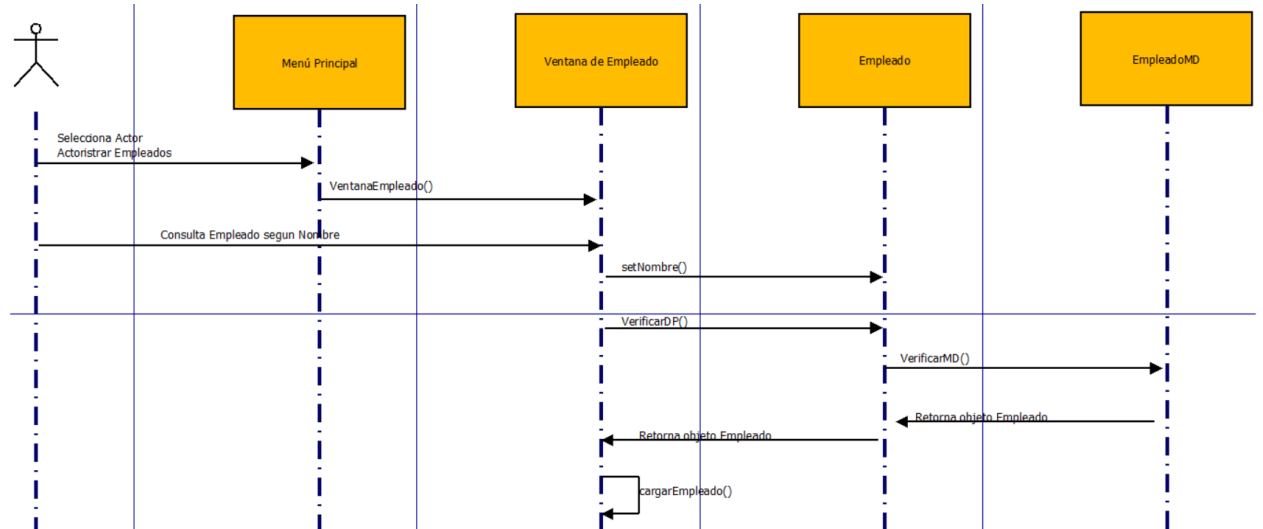 Menú Principal
Ventana de Empleado
Empleado
EmpleadoMD
Selecciona Actor
Actoristrar Empleados
VentanaEmpleado()
Consulta Empleado segun Nombre
setNombre()
VerificarDP()
VerificarMD()
Retorna objeto Empleado
Retorna objeto Empleado
cargarEmpleado()